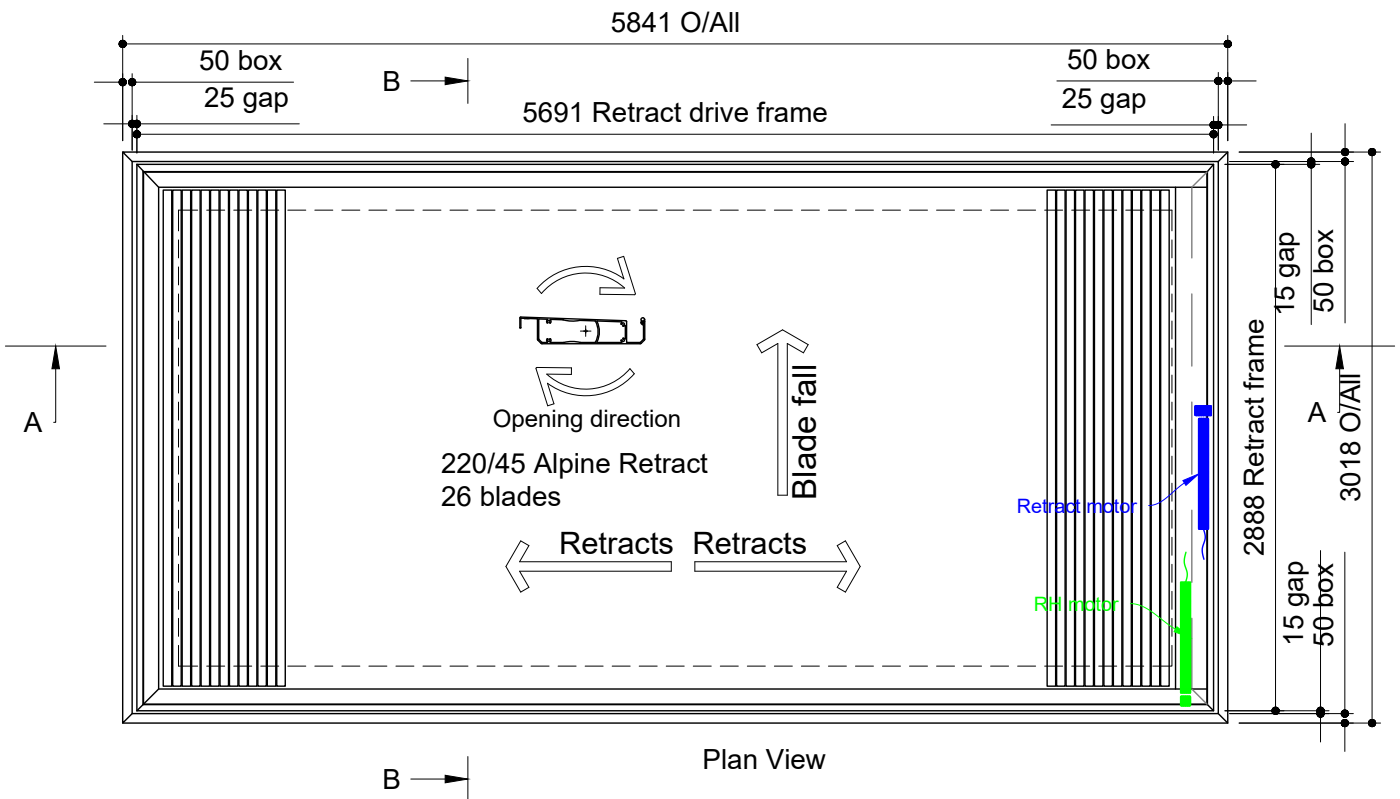 5841 O/All
50 box
50 box
B
25 gap
25 gap
5691 Retract drive frame
15 gap
50 box
Opening direction
Blade fall
220/45 Alpine Retract
26 blades
A
A
2888 Retract frame
3018 O/All
Retract motor
Retracts
Retracts
RH motor
15 gap
50 box
Plan View
B